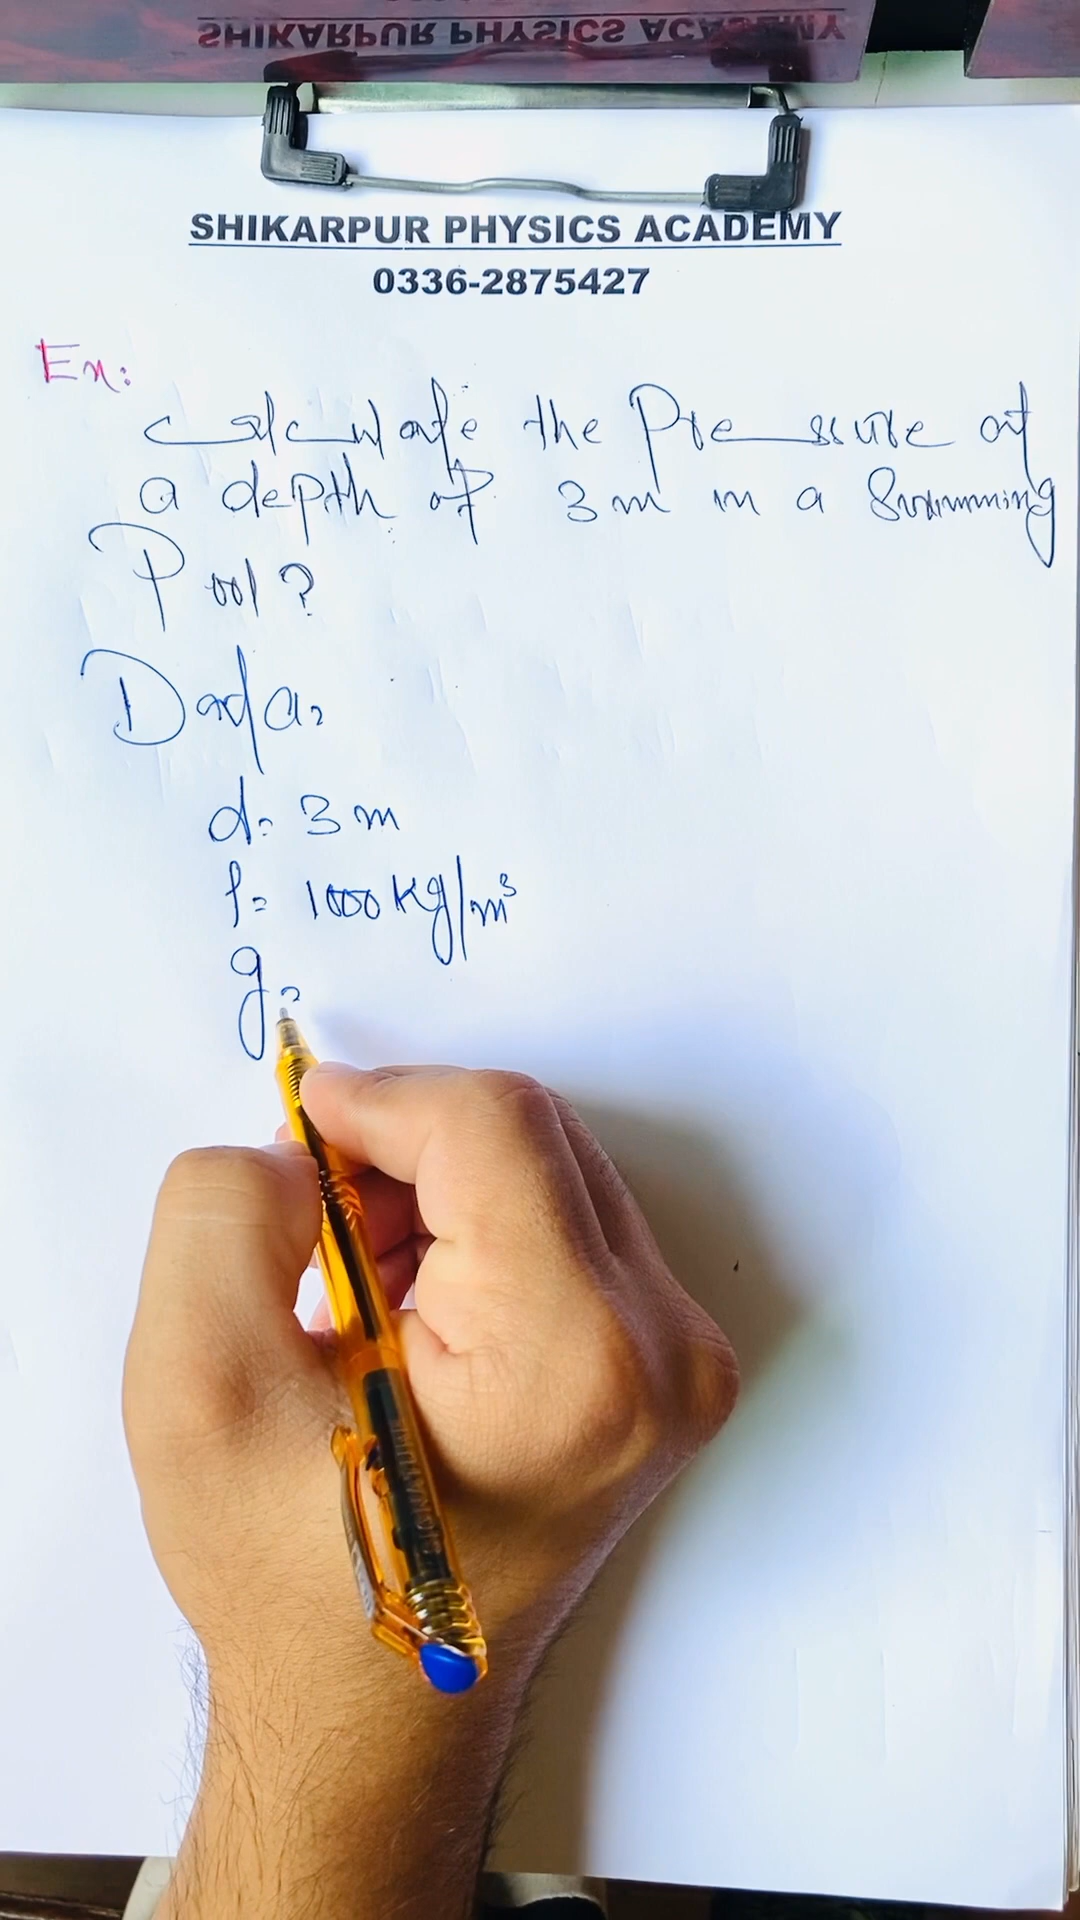 SHIKARPUR PHYSICS ACADEMY
SHIKARPUR PHYSICS ACADEMY
0336-2875427
Ex:
Calculate the Pressure at
a depth of 3m in a Swimming
Pool?
Data:
d= 3m
ρ= 1000 kg/m³
g=
SIGNATURE